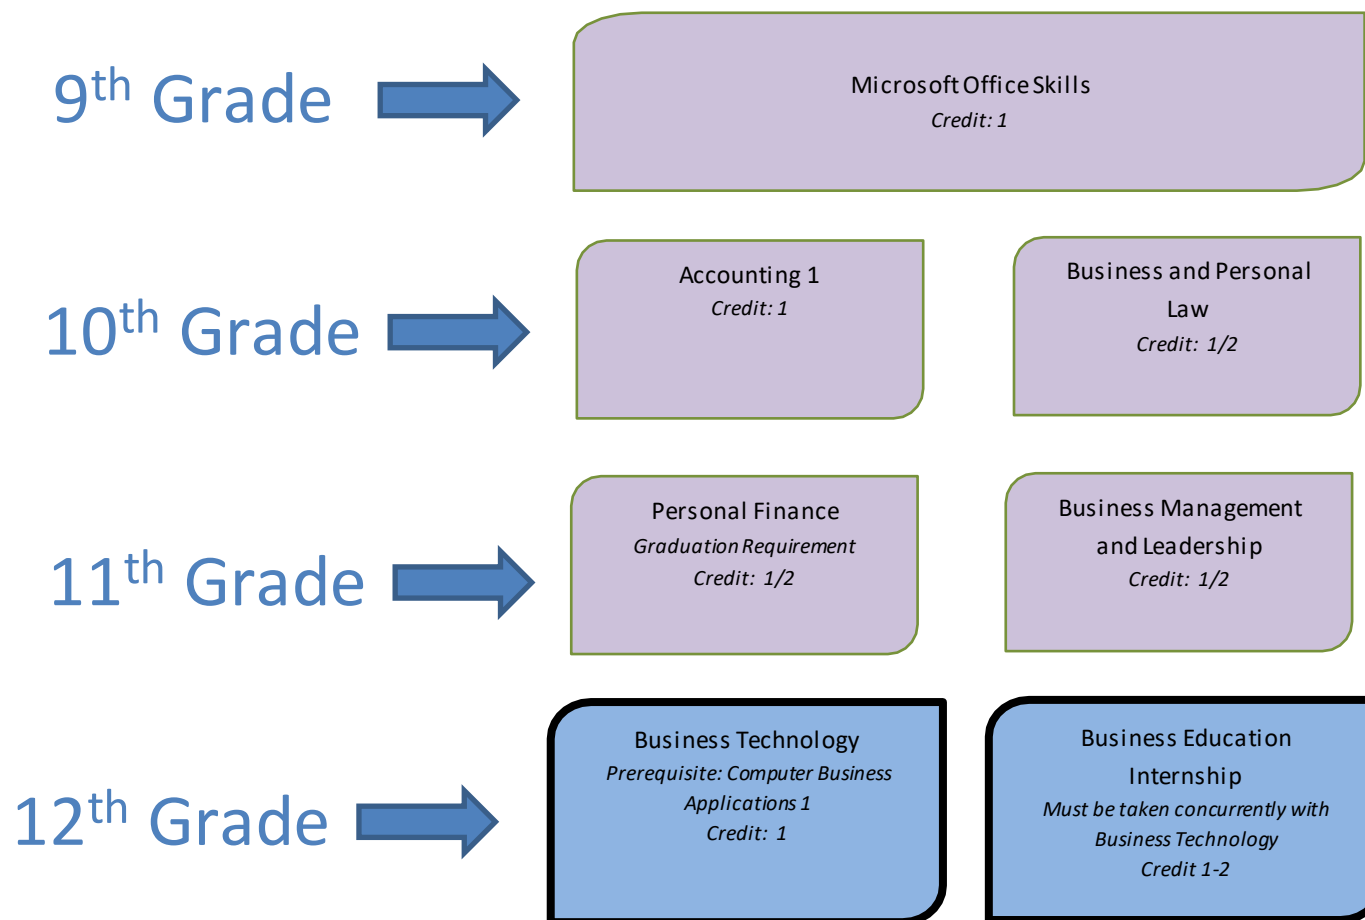 9th Grade
Microsoft Office Skills
Credit: 1
10th Grade
Accounting 1
Credit: 1
Business and Personal
Law
Credit: 1/2
11th Grade
Personal Finance
Graduation Requirement
Credit: 1/2
Business Management
and Leadership
Credit: 1/2
12th Grade
Business Technology
Prerequisite: Computer Business
Applications 1
Credit: 1
Business Education
Internship
Must be taken concurrently with
Business Technology
Credit 1-2